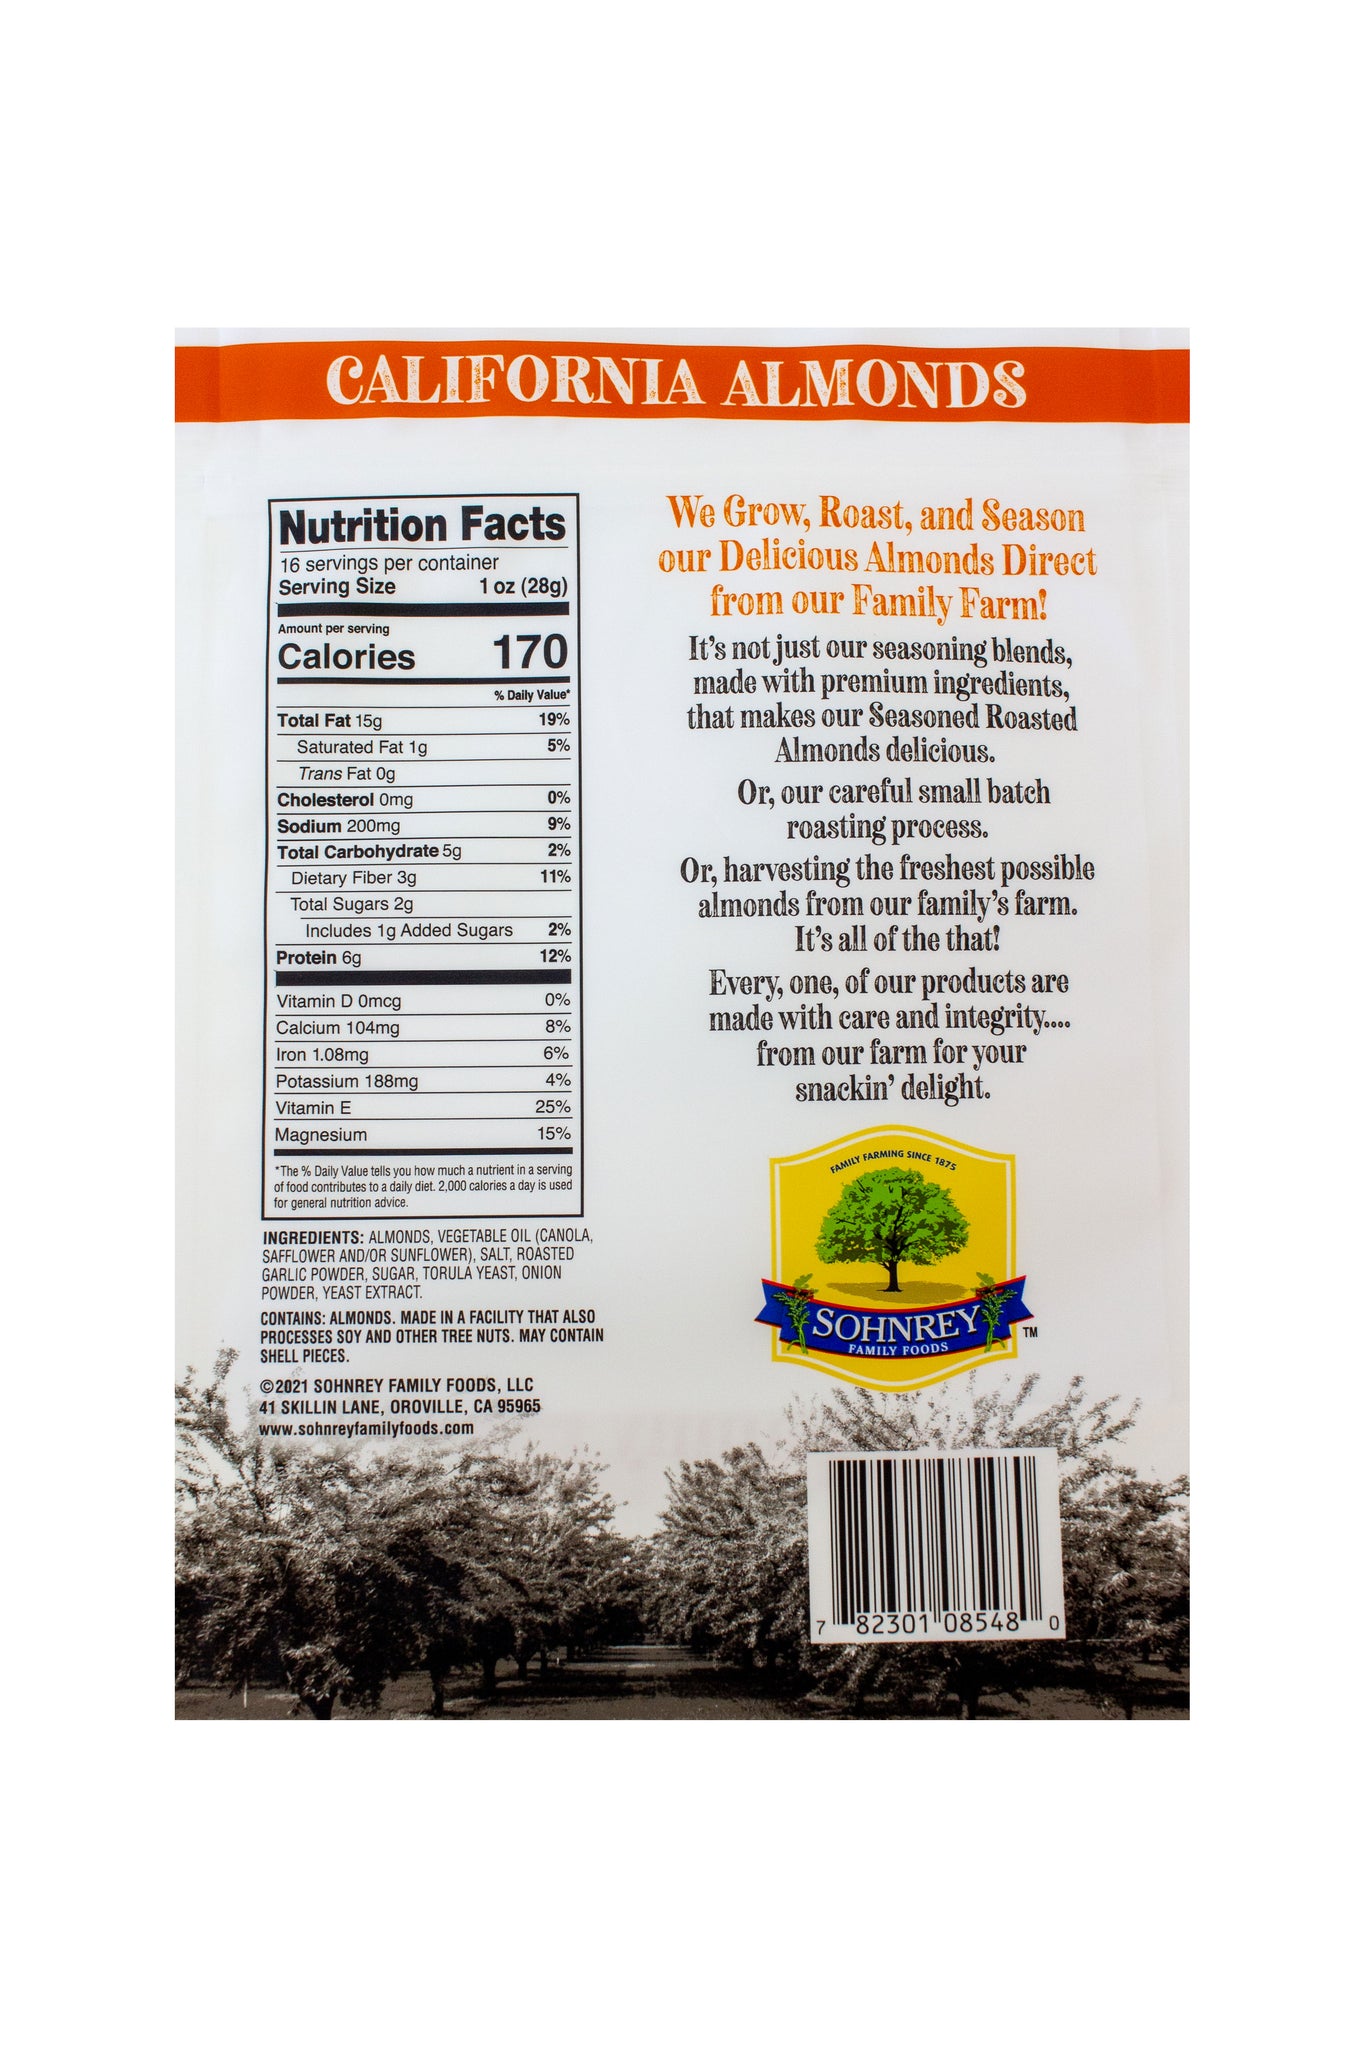 CALIFORNIA ALMONDS
Nutrition Facts
16 servings per container
Serving Size 1 oz (28g)
Amount per serving
Calories 170
% Daily Value*
Total Fat 15g 19%
Saturated Fat 1g 5%
Trans Fat 0g
Cholesterol 0mg 0%
Sodium 200mg 9%
Total Carbohydrate 5g 2%
Dietary Fiber 3g 11%
Total Sugars 2g
Includes 1g Added Sugars 2%
Protein 6g 12%
Vitamin D 0mcg 0%
Calcium 104mg 8%
Iron 1.08mg 6%
Potassium 188mg 4%
Vitamin E 25%
Magnesium 15%
*The % Daily Value tells you how much a nutrient in a serving
of food contributes to a daily diet. 2,000 calories a day is used
for general nutrition advice.
INGREDIENTS: ALMONDS, VEGETABLE OIL (CANOLA,
SAFFLOWER AND/OR SUNFLOWER), SALT, ROASTED
GARLIC POWDER, SUGAR, TORULA YEAST, ONION
POWDER, YEAST EXTRACT.
CONTAINS: ALMONDS. MADE IN A FACILITY THAT ALSO
PROCESSES SOY AND OTHER TREE NUTS. MAY CONTAIN
SHELL PIECES.
©2021 SOHNREY FAMILY FOODS, LLC
41 SKILLIN LANE, OROVILLE, CA 95965
www.sohnreyfamilyfoods.com
We Grow, Roast, and Season
our Delicious Almonds Direct
from our Family Farm!
It's not just our seasoning blends,
made with premium ingredients,
that makes our Seasoned Roasted
Almonds delicious.
Or, our careful small batch
roasting process.
Or, harvesting the freshest possible
almonds from our family's farm.
It's all of the that!
Every, one, of our products are
made with care and integrity....
from our farm for your
snackin' delight.
FAMILY FARMING SINCE 1875
SOHNREY TM
FAMILY FOODS
7 82301 08548 0